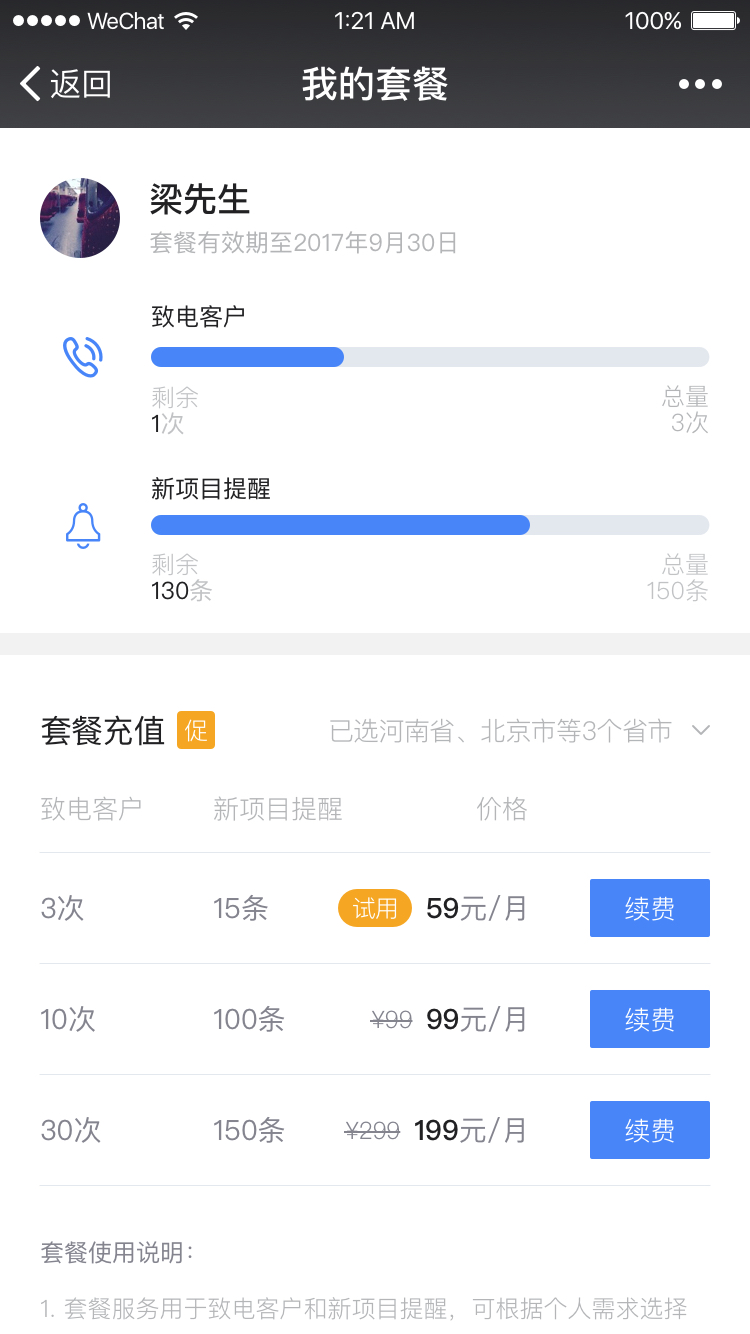 WeChat 1:21 AM 100%
返回 我的套餐
梁先生
套餐有效期至2017年9月30日
致电客户
剩余 总量
1次 3次
新项目提醒
剩余 总量
130条 150条
套餐充值 促 已选河南省、北京市等3个省市
致电客户 新项目提醒 价格
3次 15条 试用 59元/月 续费
10次 100条 ¥99 99元/月 续费
30次 150条 ¥299 199元/月 续费
套餐使用说明：
1. 套餐服务用于致电客户和新项目提醒，可根据个人需求选择